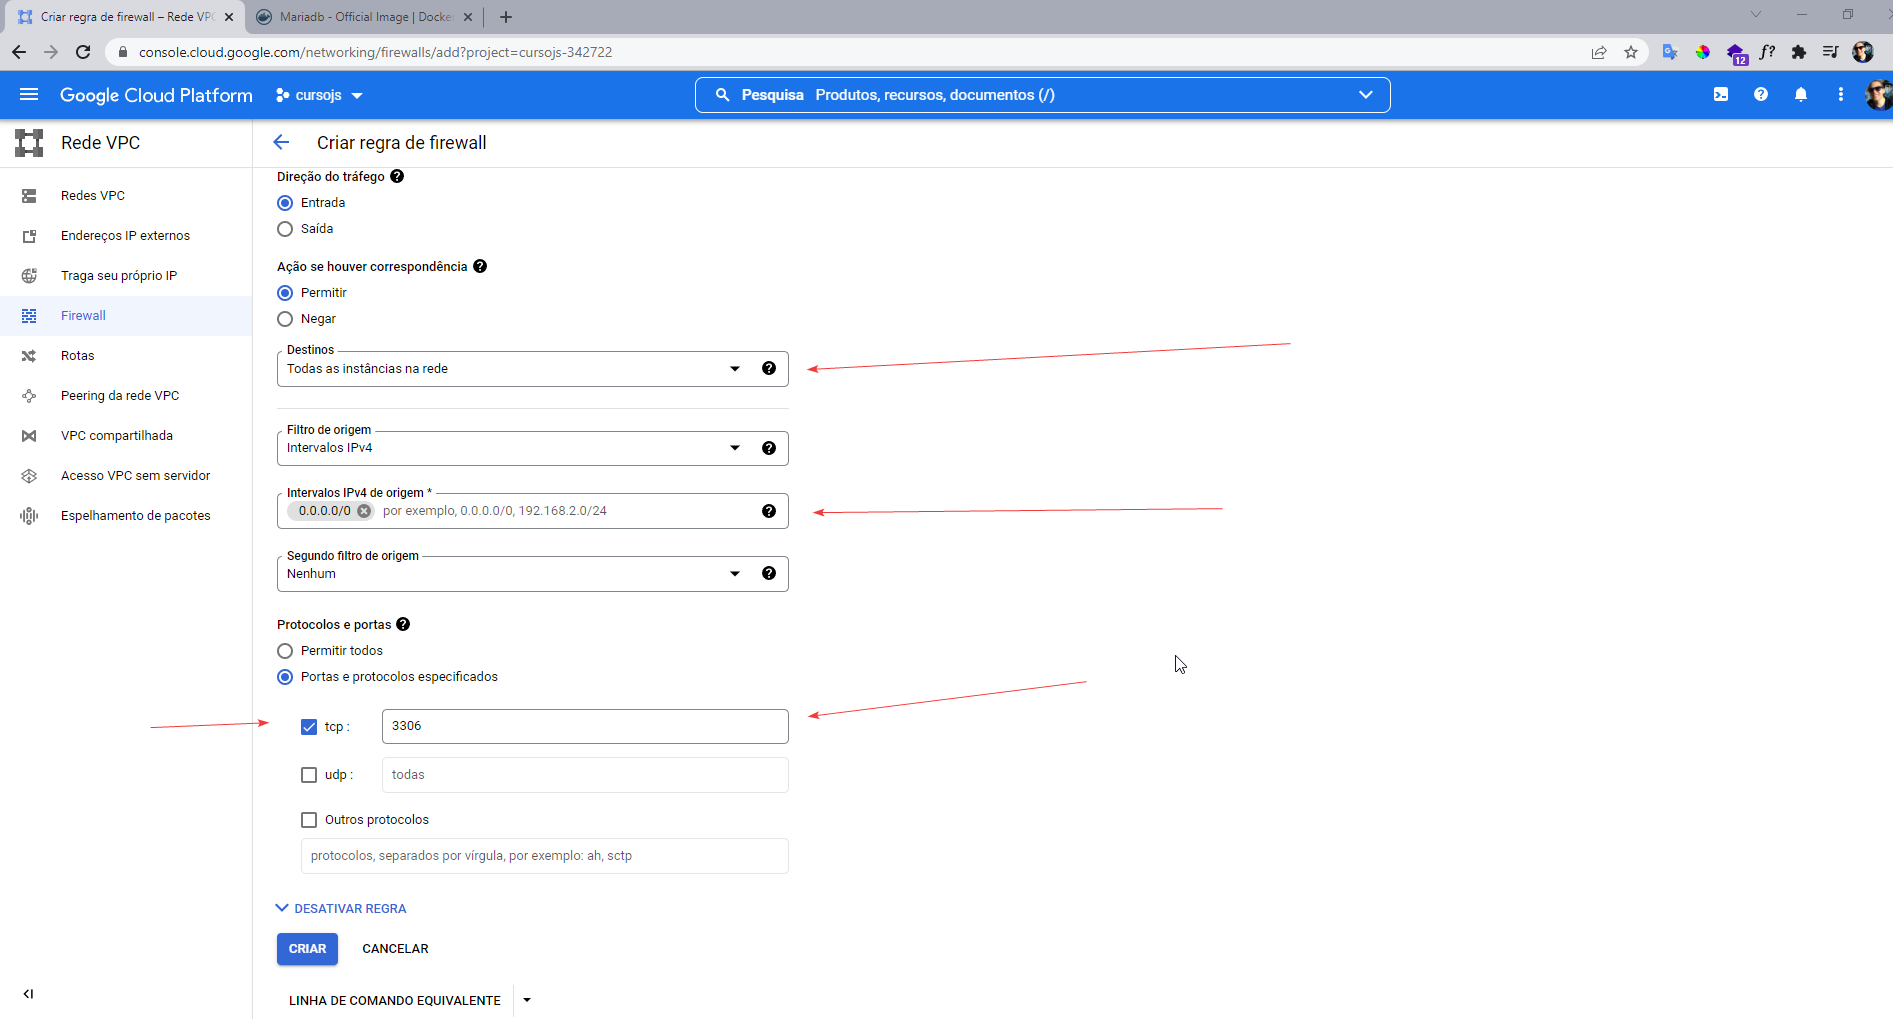 Criar regra de firewall – Rede VPC
Mariadb - Official Image | Docker
console.cloud.google.com/networking/firewalls/add?project=cursojs-342722
12
f?
Google Cloud Platform
cursojs
Pesquisa Produtos, recursos, documentos (/)
Rede VPC
Criar regra de firewall
Redes VPC
Endereços IP externos
Traga seu próprio IP
Firewall
Rotas
Peering da rede VPC
VPC compartilhada
Acesso VPC sem servidor
Espelhamento de pacotes
Direção do tráfego
Entrada
Saída
Ação se houver correspondência
Permitir
Negar
Destinos
Todas as instâncias na rede
Filtro de origem
Intervalos IPv4
Intervalos IPv4 de origem *
0.0.0.0/0 por exemplo, 0.0.0.0/0, 192.168.2.0/24
Segundo filtro de origem
Nenhum
Protocolos e portas
Permitir todos
Portas e protocolos especificados
tcp : 3306
udp : todas
Outros protocolos
protocolos, separados por vírgula, por exemplo: ah, sctp
DESATIVAR REGRA
CRIAR CANCELAR
LINHA DE COMANDO EQUIVALENTE